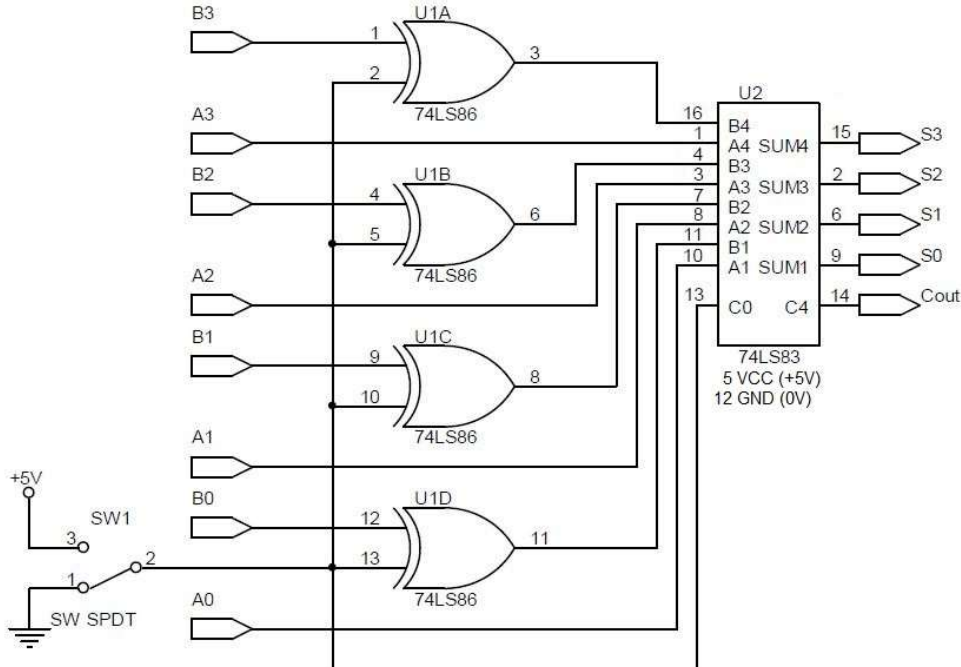 B3
U1A
1
3
2
74LS86
U2
A3
16
B4
1
A4
SUM4
15
S3
B2
U1B
4
B3
4
6
3
A3
SUM3
2
S2
5
7
B2
8
A2
SUM2
6
S1
74LS86
11
B1
A2
10
A1
SUM1
9
S0
13
C0
C4
14
Cout
B1
U1C
9
8
10
74LS83
5 VCC (+5V)
12 GND (0V)
74LS86
A1
+5V
B0
U1D
SW1
12
11
3
2
13
1
74LS86
SW SPDT
A0